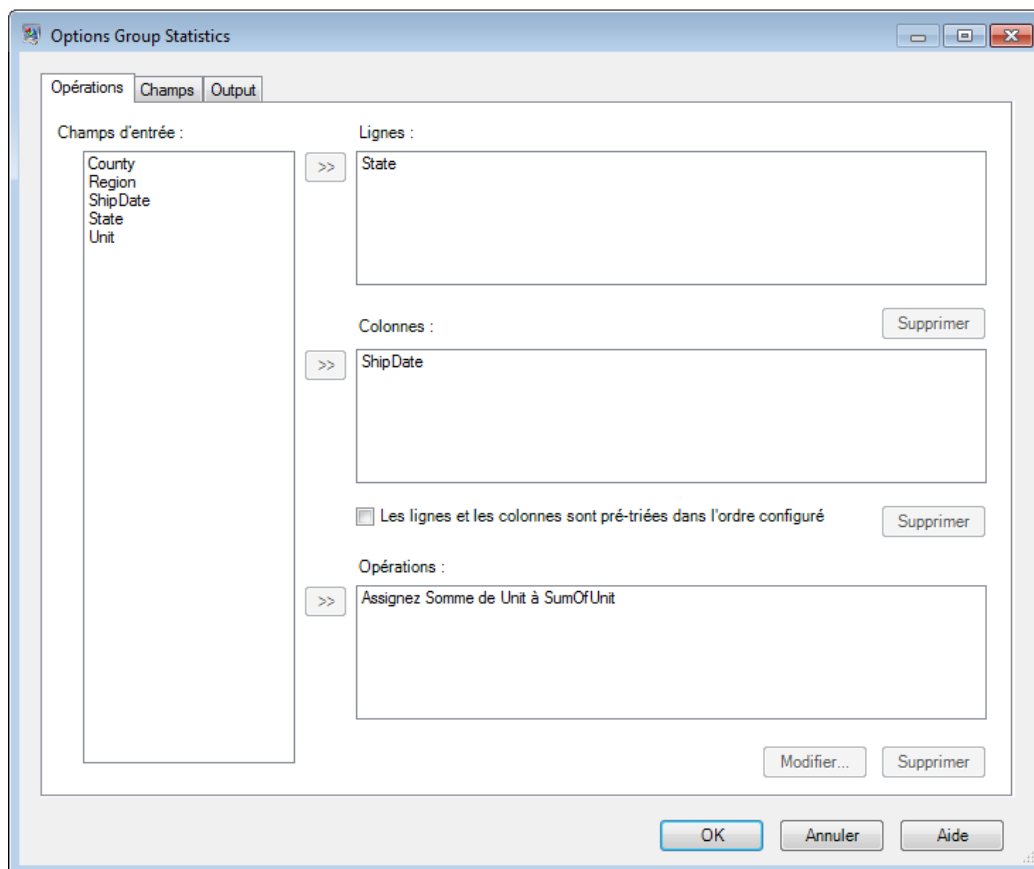 Options Group Statistics
Opérations Champs Output
Champs d'entrée :
County
Region
ShipDate
State
Unit
>>
Lignes :
State
Supprimer
Colonnes :
>>
ShipDate
Les lignes et les colonnes sont pré-triées dans l'ordre configuré
Supprimer
Opérations :
>>
Assignez Somme de Unit à SumOfUnit
Modifier... Supprimer
OK Annuler Aide